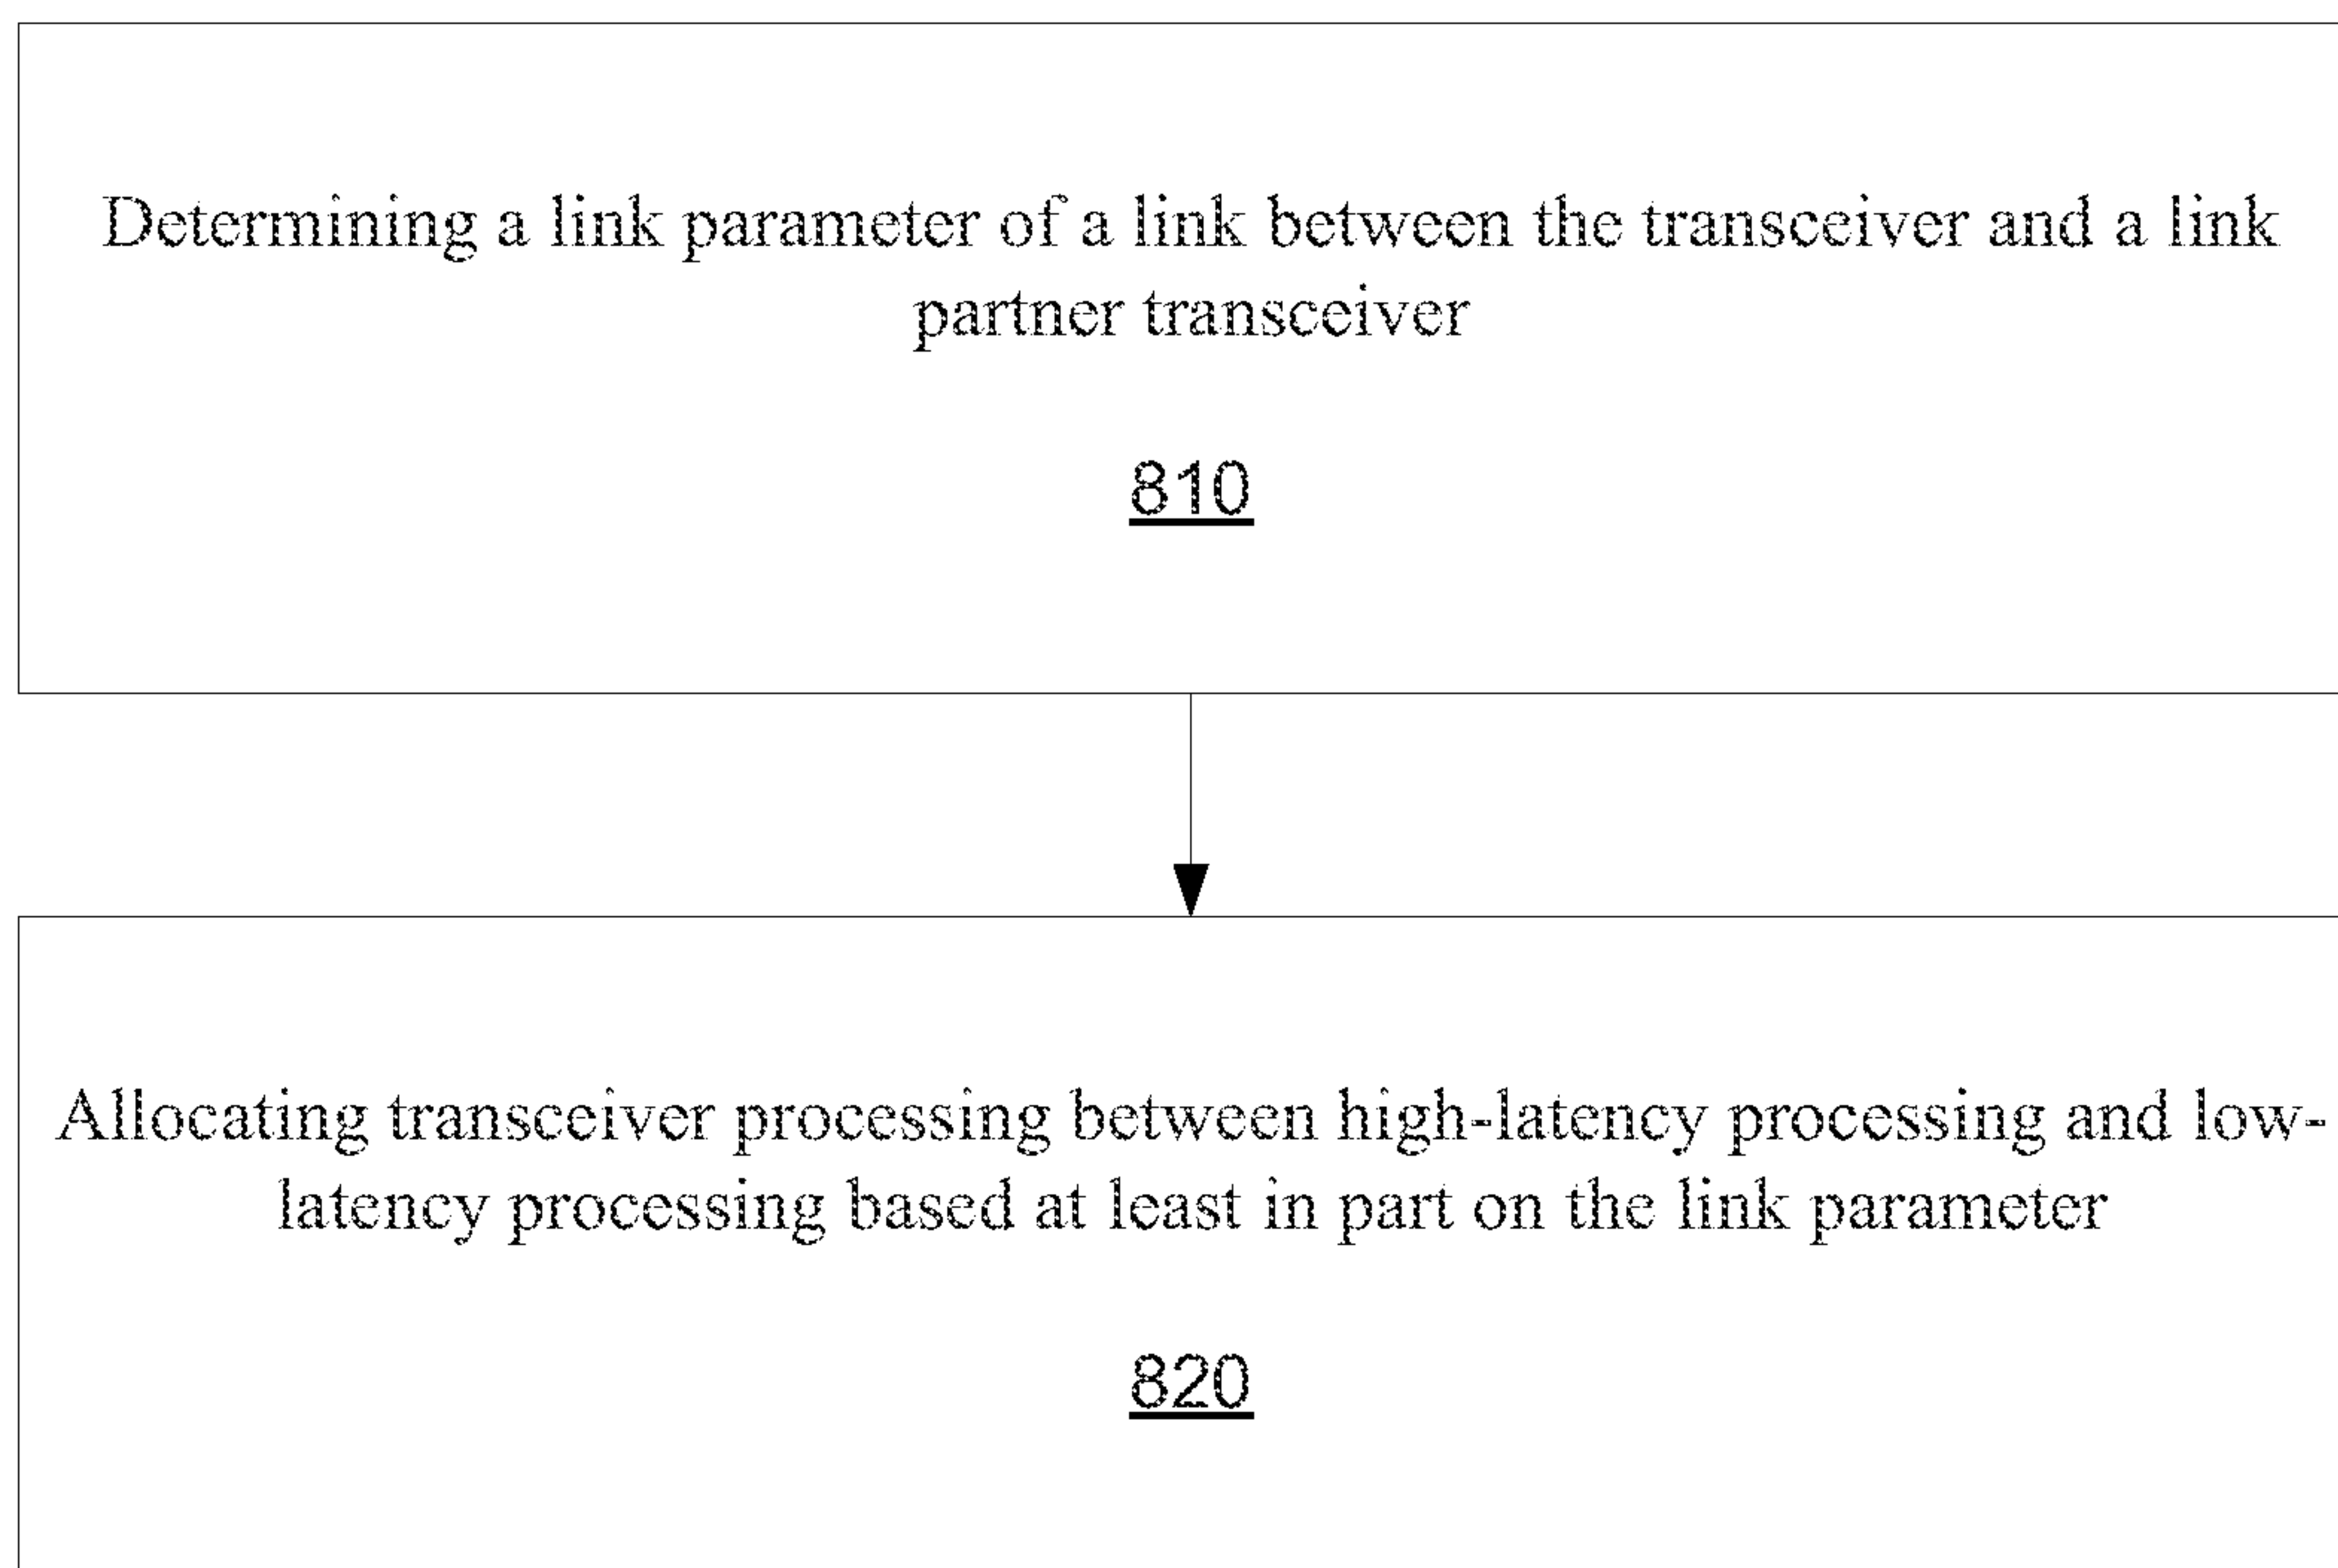 Determining a link parameter of a link between the transceiver and a link
partner transceiver
810
Allocating transceiver processing between high-latency processing and low-
latency processing based at least in part on the link parameter
820